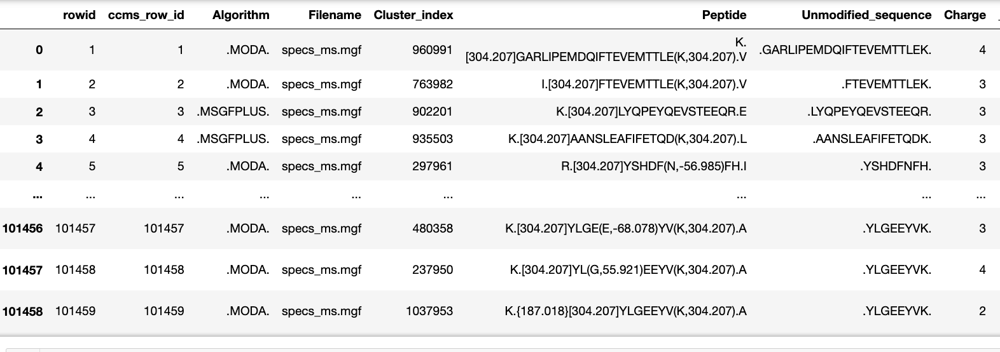 rowid ccms_row_id Algorithm Filename Cluster_index Peptide Unmodified_sequence Charge
0 1 1 .MODA. specs_ms.mgf 960991 K.
[304.207]GARLIPEMDQIFTEVEMTTLE(K,304.207).V .GARLIPEMDQIFTEVEMTTLEK. 4
1 2 2 .MODA. specs_ms.mgf 763982 I.[304.207]FTEVEMTTLE(K,304.207).V .FTEVEMTTLEK. 3
2 3 3 .MSGFPLUS. specs_ms.mgf 902201 K.[304.207]LYQPEYQEVSTEEQR.E .LYQPEYQEVSTEEQR. 3
3 4 4 .MSGFPLUS. specs_ms.mgf 935503 K.[304.207]AANSLEAFIFETQD(K,304.207).L .AANSLEAFIFETQDK. 3
4 5 5 .MODA. specs_ms.mgf 297961 R.[304.207]YSHDF(N,-56.985)FH.I .YSHDFNFH. 3
... ... ... ... ... ... ... ... ...
101456 101457 101457 .MODA. specs_ms.mgf 480358 K.[304.207]YLGE(E,-68.078)YV(K,304.207).A .YLGEEYVK. 3
101457 101458 101458 .MODA. specs_ms.mgf 237950 K.[304.207]YL(G,55.921)EEYV(K,304.207).A .YLGEEYVK. 4
101458 101459 101459 .MODA. specs_ms.mgf 1037953 K.{187.018}[304.207]YLGEEYV(K,304.207).A .YLGEEYVK. 2